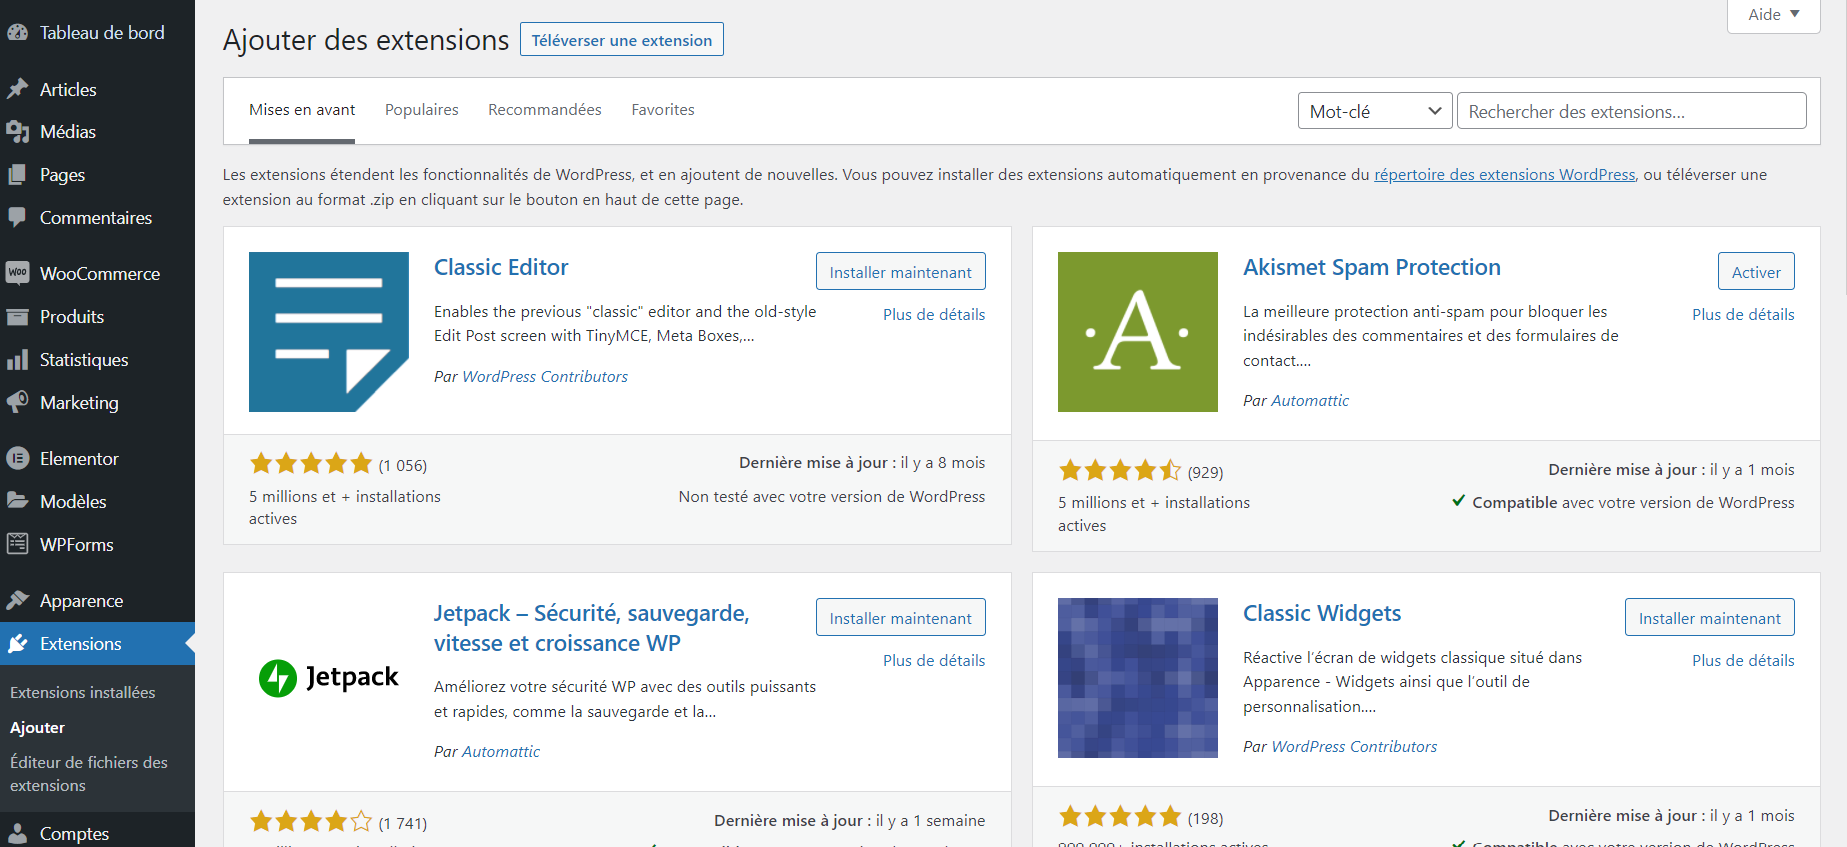 Tableau de bord
Articles
Médias
Pages
Commentaires
Woo WooCommerce
Produits
Statistiques
Marketing
Elementor
Modèles
WPForms
Apparence
Extensions
Extensions installées
Ajouter
Éditeur de fichiers des
extensions
Comptes
Aide
Ajouter des extensions Téléverser une extension
Mises en avant Populaires Recommandées Favorites Mot-clé Rechercher des extensions...
Les extensions étendent les fonctionnalités de WordPress, et en ajoutent de nouvelles. Vous pouvez installer des extensions automatiquement en provenance du répertoire des extensions WordPress, ou téléverser une
extension au format .zip en cliquant sur le bouton en haut de cette page.
Classic Editor
Installer maintenant
Plus de détails
Enables the previous "classic" editor and the old-style
Edit Post screen with TinyMCE, Meta Boxes,...
Par WordPress Contributors
(1 056)
5 millions et + installations
actives
Dernière mise à jour : il y a 8 mois
Non testé avec votre version de WordPress
A
Akismet Spam Protection
Activer
Plus de détails
La meilleure protection anti-spam pour bloquer les
indésirables des commentaires et des formulaires de
contact....
Par Automattic
(929)
5 millions et + installations
actives
Dernière mise à jour : il y a 1 mois
Compatible avec votre version de WordPress
Jetpack
Jetpack – Sécurité, sauvegarde,
vitesse et croissance WP
Installer maintenant
Plus de détails
Améliorez votre sécurité WP avec des outils puissants
et rapides, comme la sauvegarde et la...
Par Automattic
(1 741)
Dernière mise à jour : il y a 1 semaine
Classic Widgets
Installer maintenant
Plus de détails
Réactive l’écran de widgets classique situé dans
Apparence - Widgets ainsi que l’outil de
personnalisation....
Par WordPress Contributors
(198)
Dernière mise à jour : il y a 1 mois